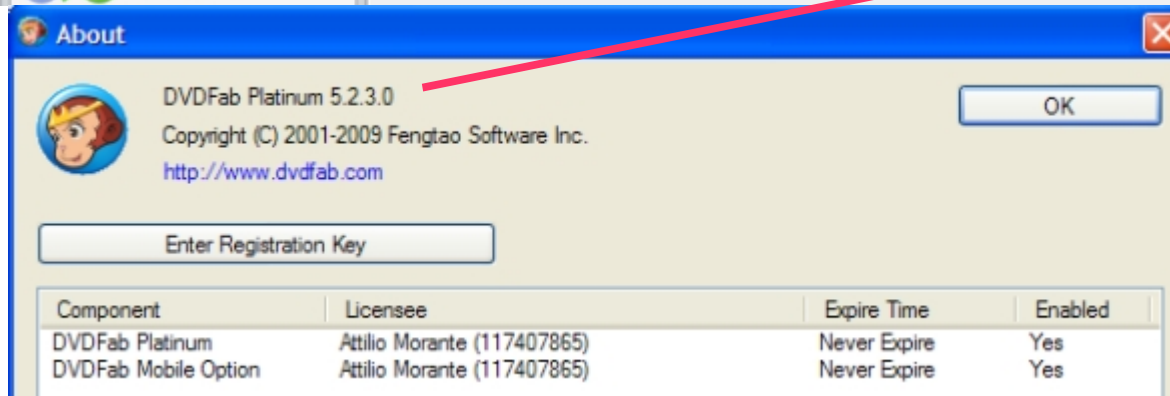 About
DVDFab Platinum 5.2.3.0
OK
Copyright (C) 2001-2009 Fengtao Software Inc.
http://www.dvdfab.com
Enter Registration Key
Component Licensee Expire Time Enabled
DVDFab Platinum Attilio Morante (117407865) Never Expire Yes
DVDFab Mobile Option Attilio Morante (117407865) Never Expire Yes